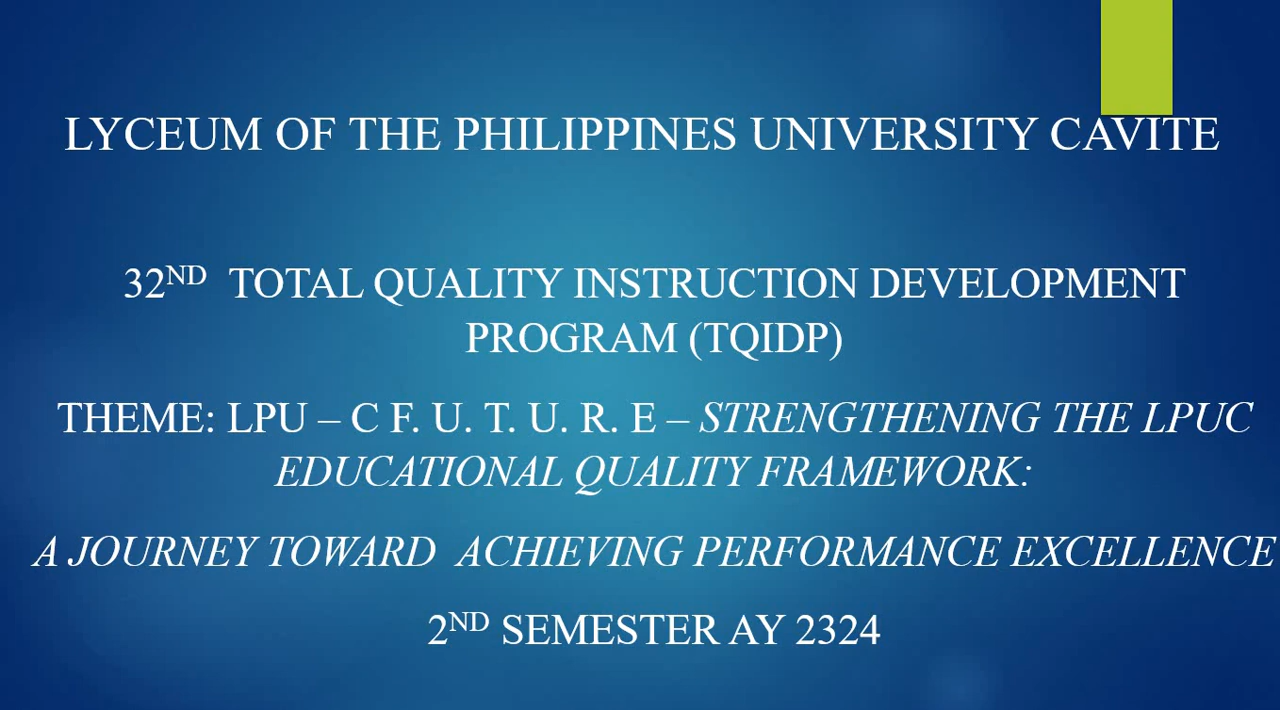 LYCEUM OF THE PHILIPPINES UNIVERSITY CAVITE
32ND TOTAL QUALITY INSTRUCTION DEVELOPMENT
PROGRAM (TQIDP)
THEME: LPU – C F. U. T. U. R. E – STRENGTHENING THE LPUC
EDUCATIONAL QUALITY FRAMEWORK:
A JOURNEY TOWARD ACHIEVING PERFORMANCE EXCELLENCE
2ND SEMESTER AY 2324